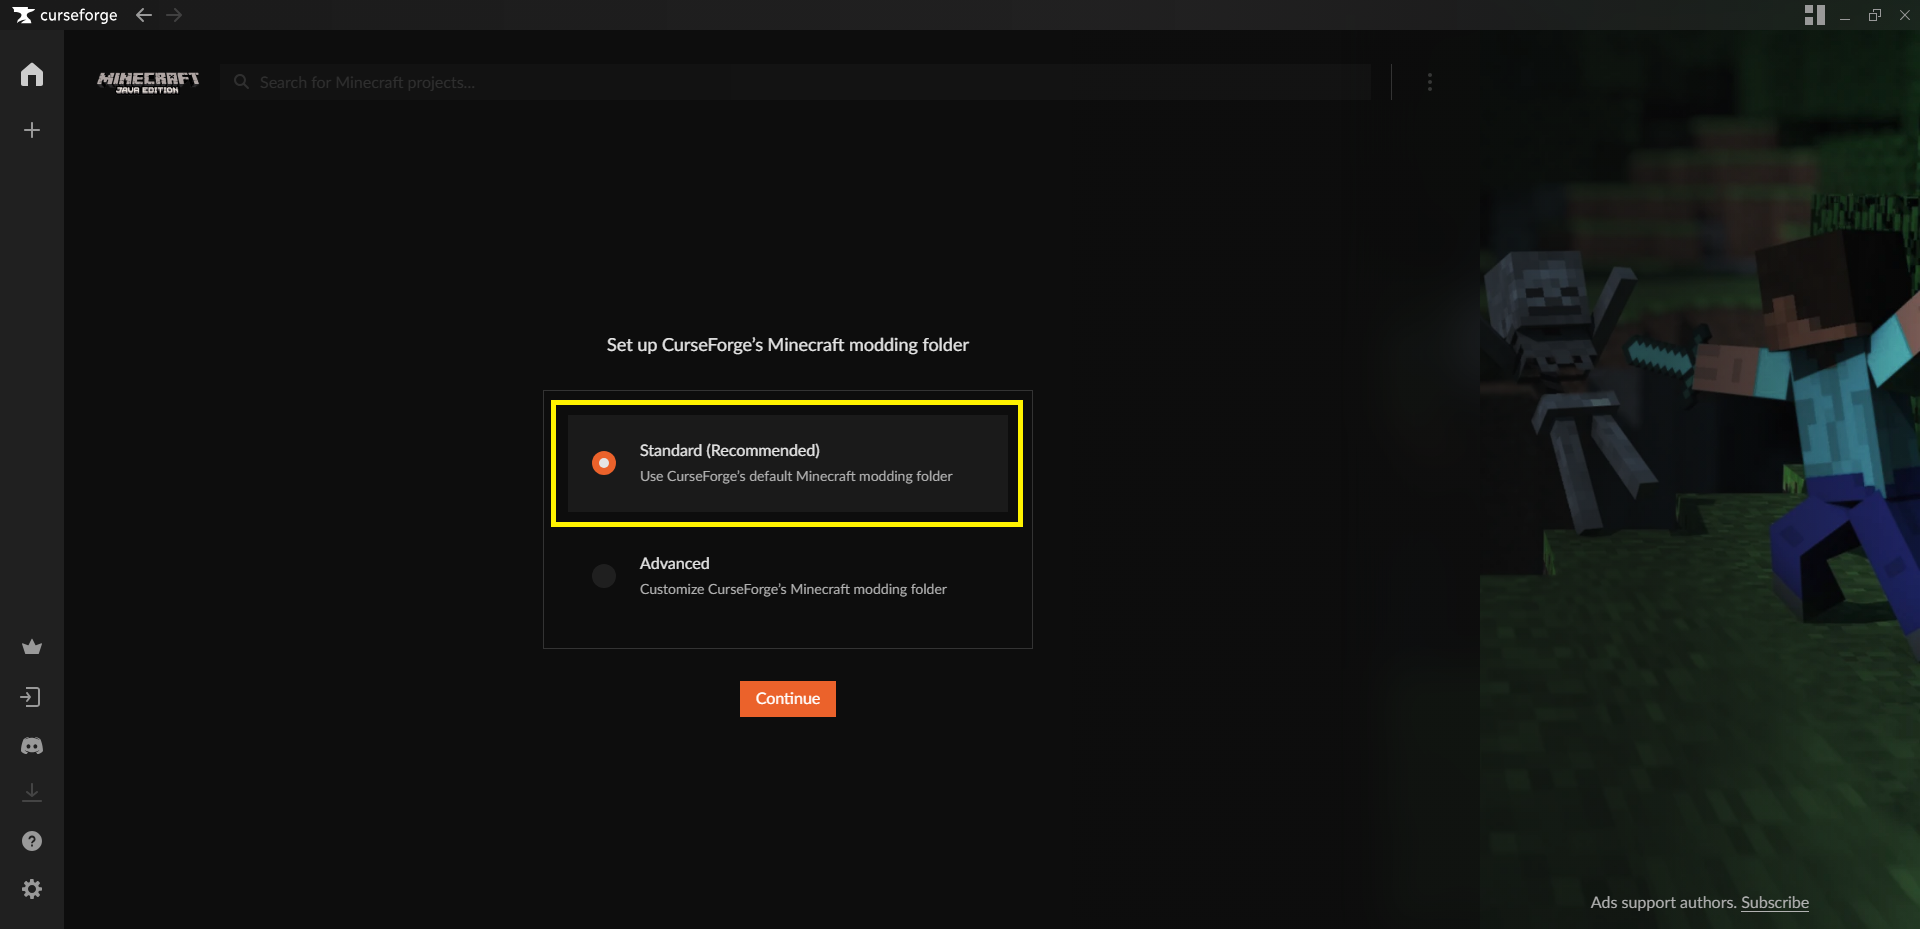 curseforge
MINECRAFT
JAVA EDITION
Search for Minecraft projects...
Set up CurseForge’s Minecraft modding folder
Standard (Recommended)
Use CurseForge’s default Minecraft modding folder
Advanced
Customize CurseForge’s Minecraft modding folder
Continue
Ads support authors. Subscribe